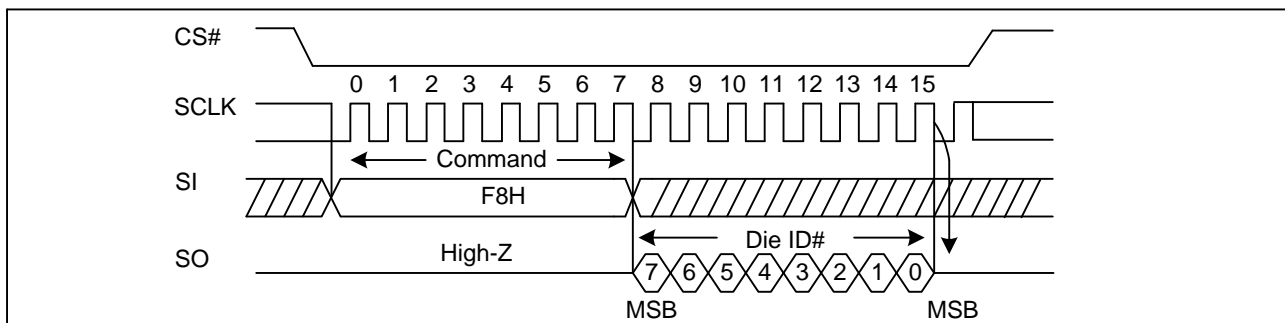 CS#
0 1 2 3 4 5 6 7 8 9 10 11 12 13 14 15
SCLK
Command
SI
F8H
Die ID#
SO
High-Z
7 6 5 4 3 2 1 0
MSB MSB